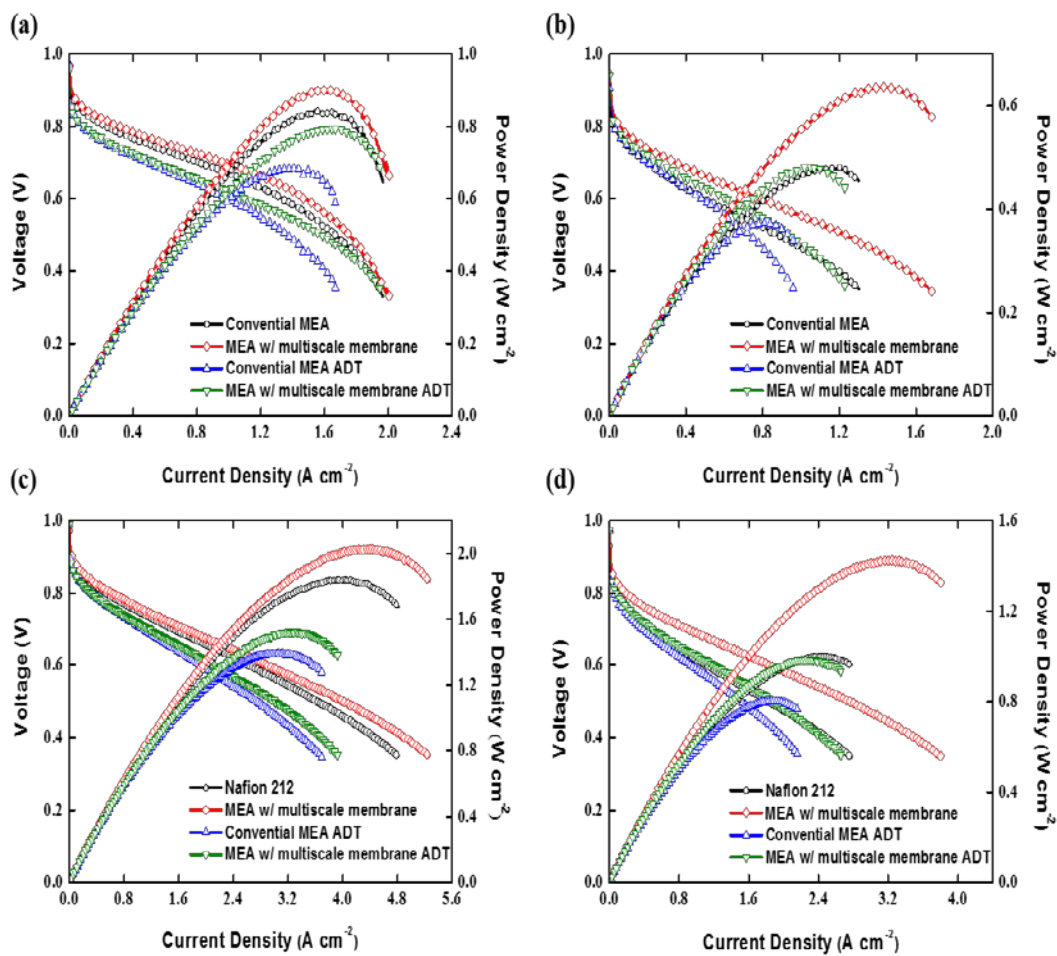 (a)
1.0
0.8
0.6
0.4
0.2
0.0
Voltage (V)
1.0
0.8
0.6
0.4
0.2
0.0
Power Density (W cm-2)
Convential MEA
MEA w/ multiscale membrane
Convential MEA ADT
MEA w/ multiscale membrane ADT
0.0 0.4 0.8 1.2 1.6 2.0 2.4
Current Density (A cm-2)
(b)
1.0
0.8
0.6
0.4
0.2
0.0
Voltage (V)
0.6
0.4
0.2
0.0
Power Density (W cm-2)
Convential MEA
MEA w/ multiscale membrane
Convential MEA ADT
MEA w/ multiscale membrane ADT
0.0 0.4 0.8 1.2 1.6 2.0
Current Density (A cm-2)
(c)
1.0
0.8
0.6
0.4
0.2
0.0
Voltage (V)
2.0
1.6
1.2
0.8
0.4
0.0
Power Density (W cm-2)
Nafion 212
MEA w/ multiscale membrane
Convential MEA ADT
MEA w/ multiscale membrane ADT
0.0 0.8 1.6 2.4 3.2 4.0 4.8 5.6
Current Density (A cm-2)
(d)
1.0
0.8
0.6
0.4
0.2
0.0
Voltage (V)
1.6
1.2
0.8
0.4
0.0
Power Density (W cm-2)
Nafion 212
MEA w/ multiscale membrane
Convential MEA ADT
MEA w/ multiscale membrane ADT
0.0 0.8 1.6 2.4 3.2 4.0
Current Density (A cm-2)